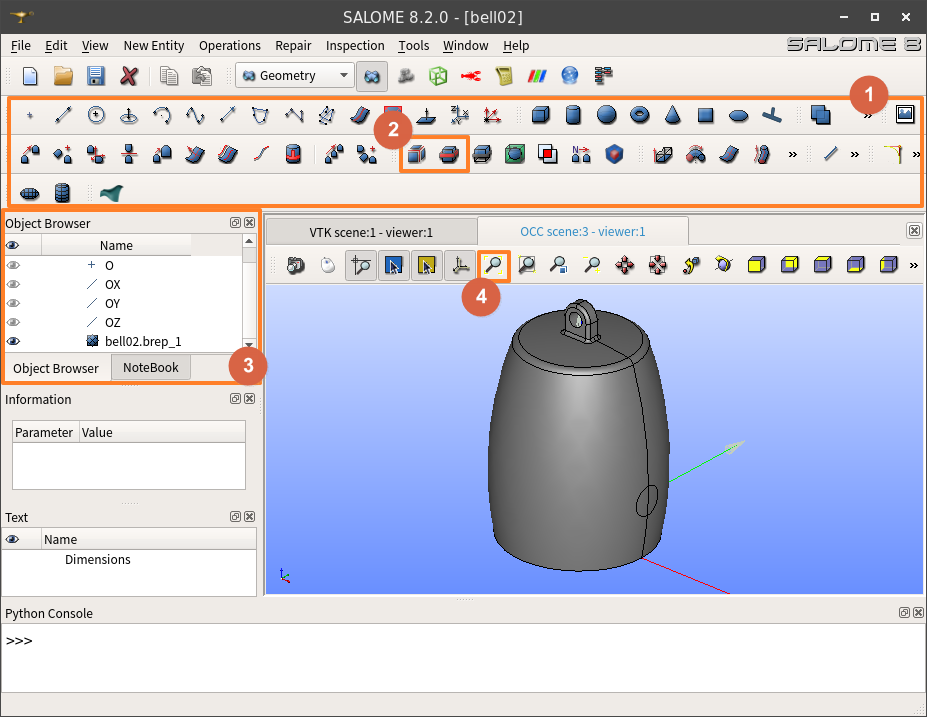 SALOME 8.2.0 - [bell02]
File Edit View New Entity Operations Repair Inspection Tools Window Help
SALOME 8
Geometry
1
2
N→
Object Browser
VTK scene:1 - viewer:1
OCC scene:3 - viewer:1
Name
O
OX
OY
OZ
bell02.brep_1
4
3
Object Browser
NoteBook
Information
Parameter
Value
Text
Name
Dimensions
Python Console
>>>